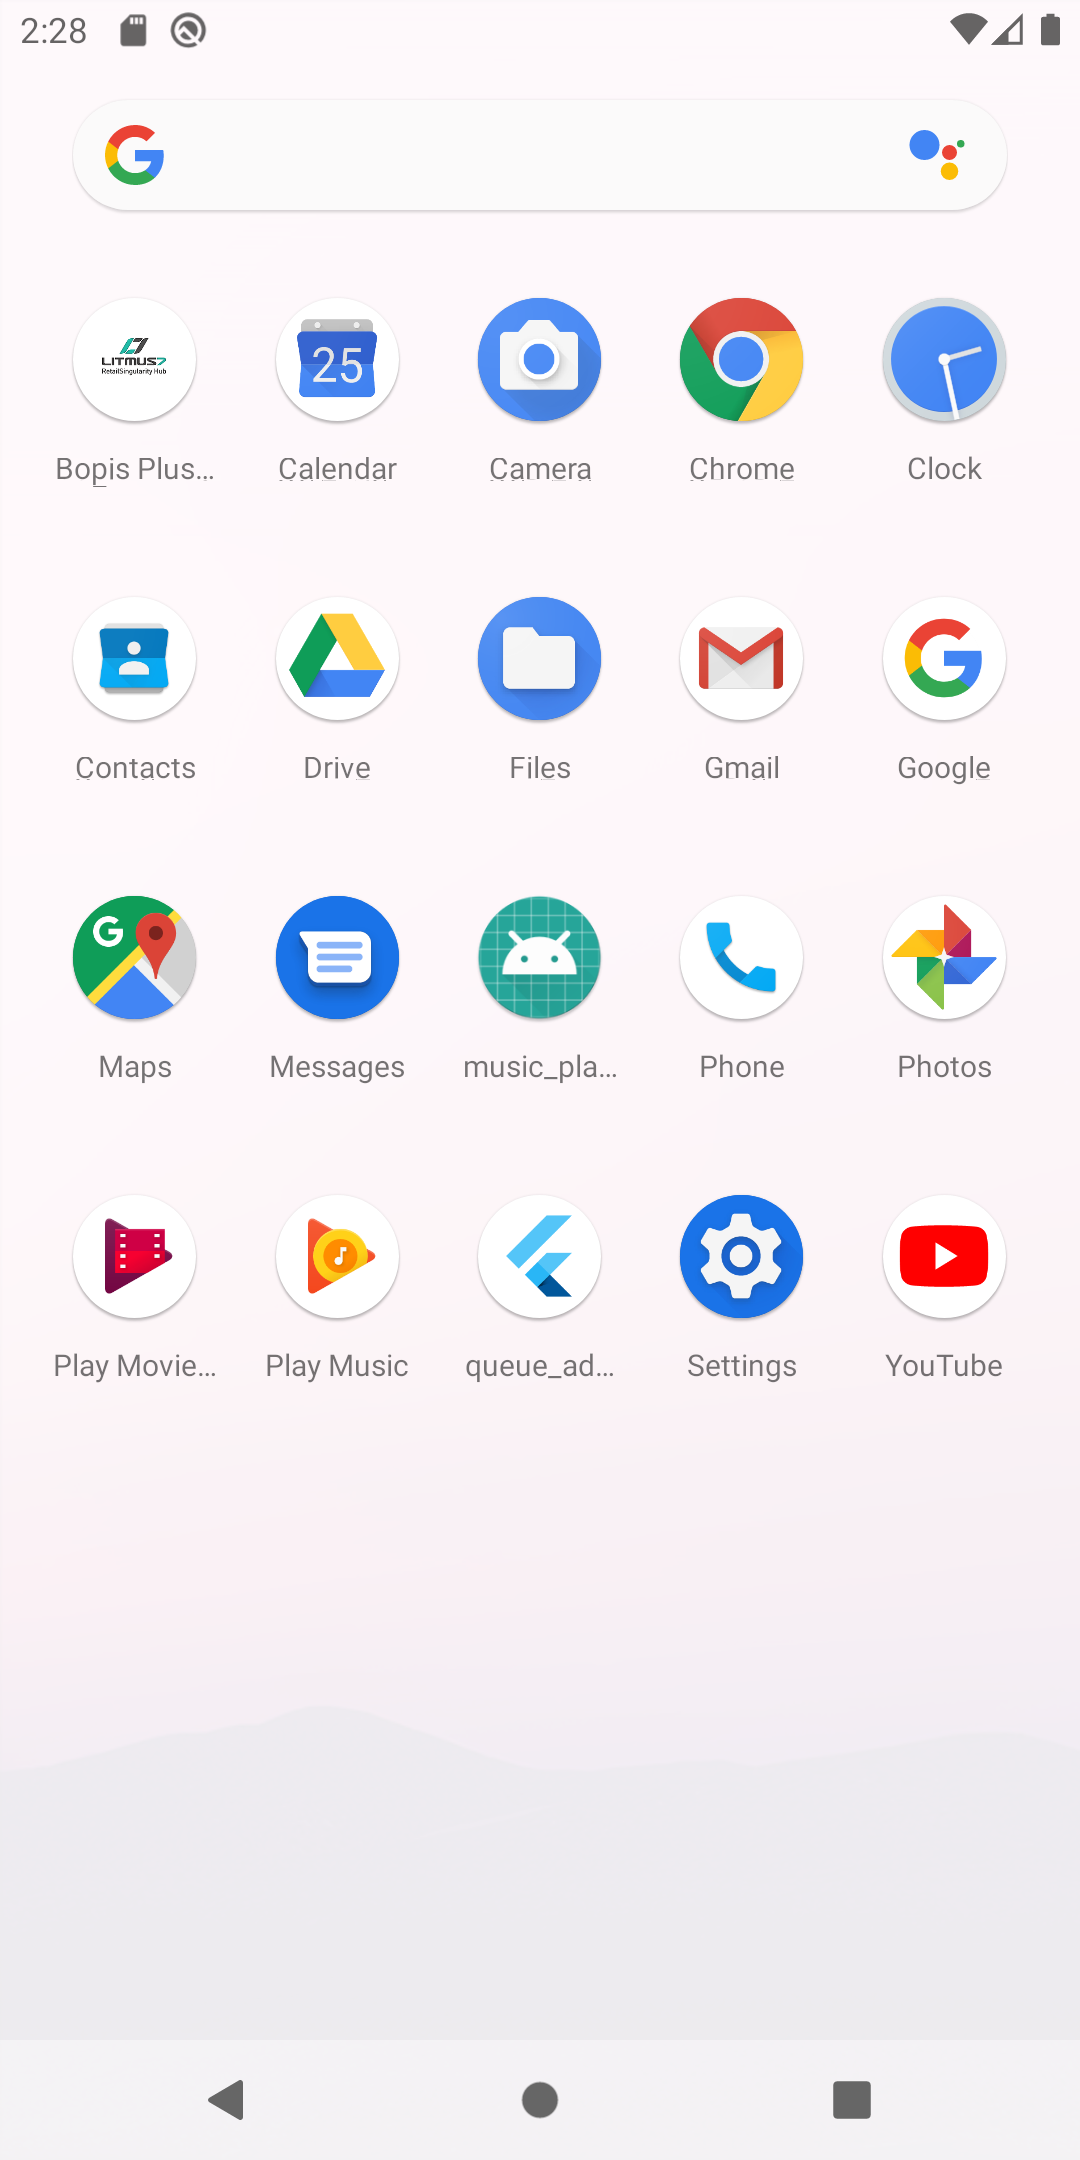 2:28
LITMUS7
RetailSingularity Hub
25
Bopis Plus...
Calendar
Camera
Chrome
Clock
Contacts
Drive
Files
Gmail
Google
Maps
Messages
music_pla...
Phone
Photos
Play Movie...
Play Music
queue_ad...
Settings
YouTube